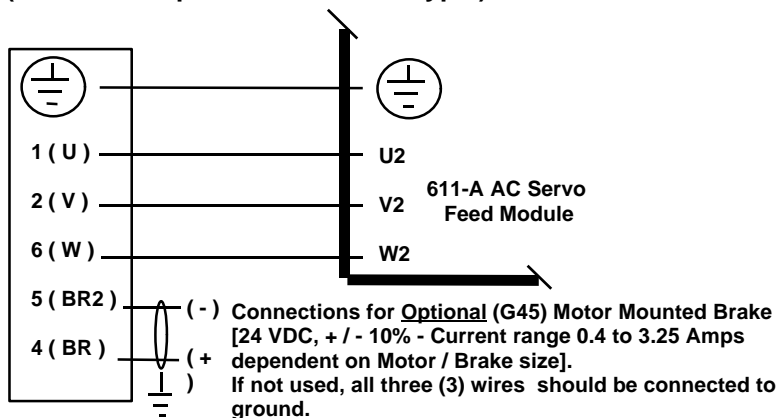 1 ( U )
U2
2 ( V )
V2
611-A AC Servo
Feed Module
6 ( W )
W2
5 ( BR2 )
( - )
Connections for Optional (G45) Motor Mounted Brake
[24 VDC, + / - 10% - Current range 0.4 to 3.25 Amps
4 ( BR )
( +
)
dependent on Motor / Brake size].
If not used, all three (3) wires should be connected to
ground.